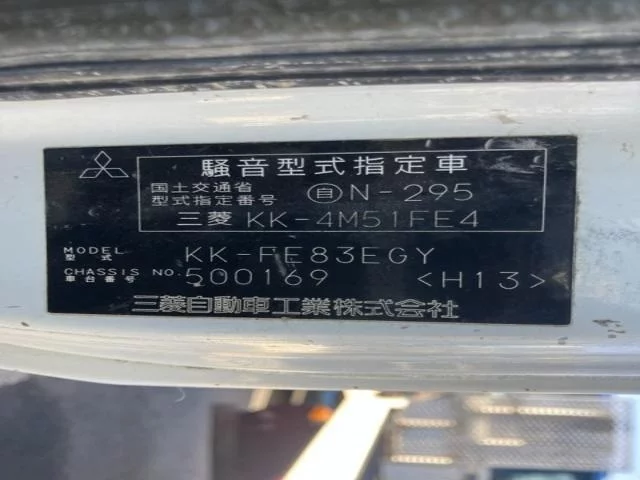 騒音型式指定車
国土交通省
型式指定番号 自N-295
三菱 KK-4M51FE4
MODEL
型式 KK-FE83EGY
CHASSIS NO.
車台番号 500169 <H13>
三菱自動車工業株式会社